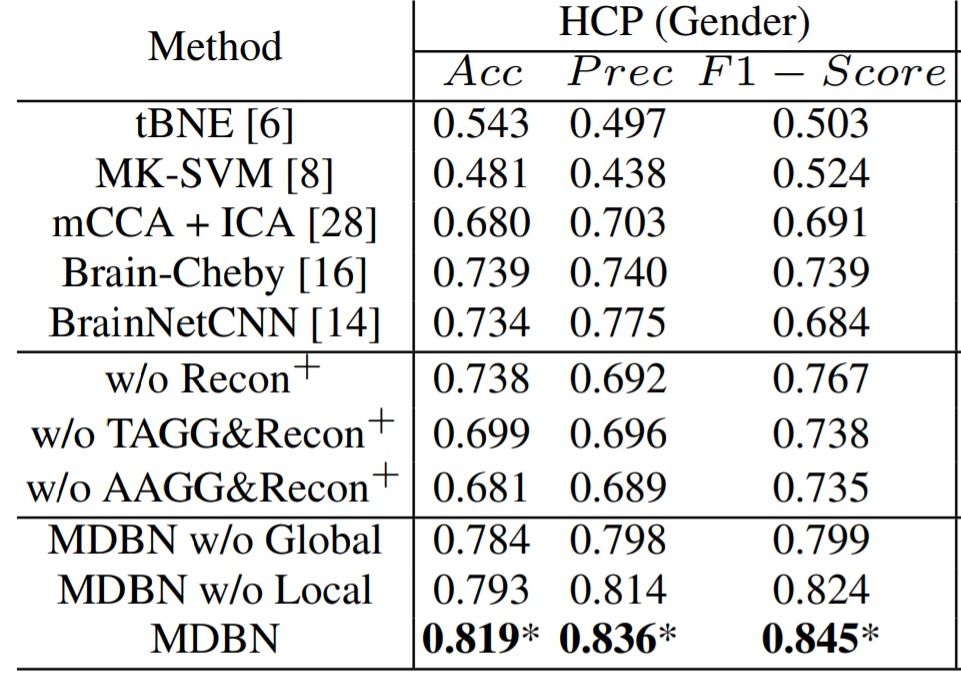 Method HCP (Gender)
Acc Prec F1 − Score
tBNE [6] 0.543 0.497 0.503
MK-SVM [8] 0.481 0.438 0.524
mCCA + ICA [28] 0.680 0.703 0.691
Brain-Cheby [16] 0.739 0.740 0.739
BrainNetCNN [14] 0.734 0.775 0.684
w/o Recon⁺ 0.738 0.692 0.767
w/o TAGG&Recon⁺ 0.699 0.696 0.738
w/o AAGG&Recon⁺ 0.681 0.689 0.735
MDBN w/o Global 0.784 0.798 0.799
MDBN w/o Local 0.793 0.814 0.824
MDBN 0.819* 0.836* 0.845*